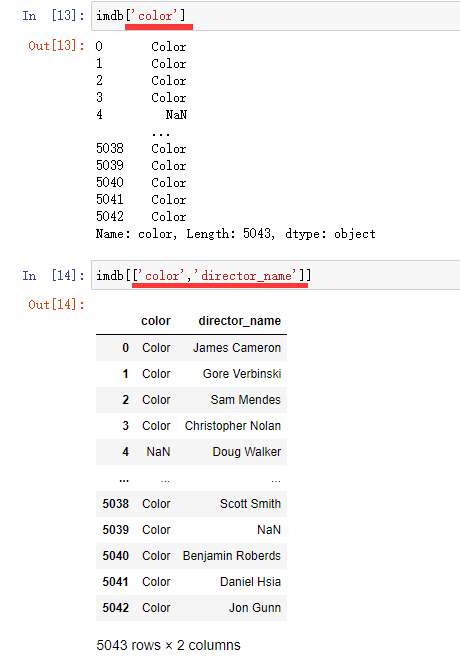 In [13]: imdb['color']
Out[13]: 0 Color
1 Color
2 Color
3 Color
4 NaN
...
5038 Color
5039 Color
5040 Color
5041 Color
5042 Color
Name: color, Length: 5043, dtype: object
In [14]: imdb[['color','director_name']]
Out[14]:
color director_name
0 Color James Cameron
1 Color Gore Verbinski
2 Color Sam Mendes
3 Color Christopher Nolan
4 NaN Doug Walker
... ... ...
5038 Color Scott Smith
5039 Color NaN
5040 Color Benjamin Roberds
5041 Color Daniel Hsia
5042 Color Jon Gunn
5043 rows × 2 columns